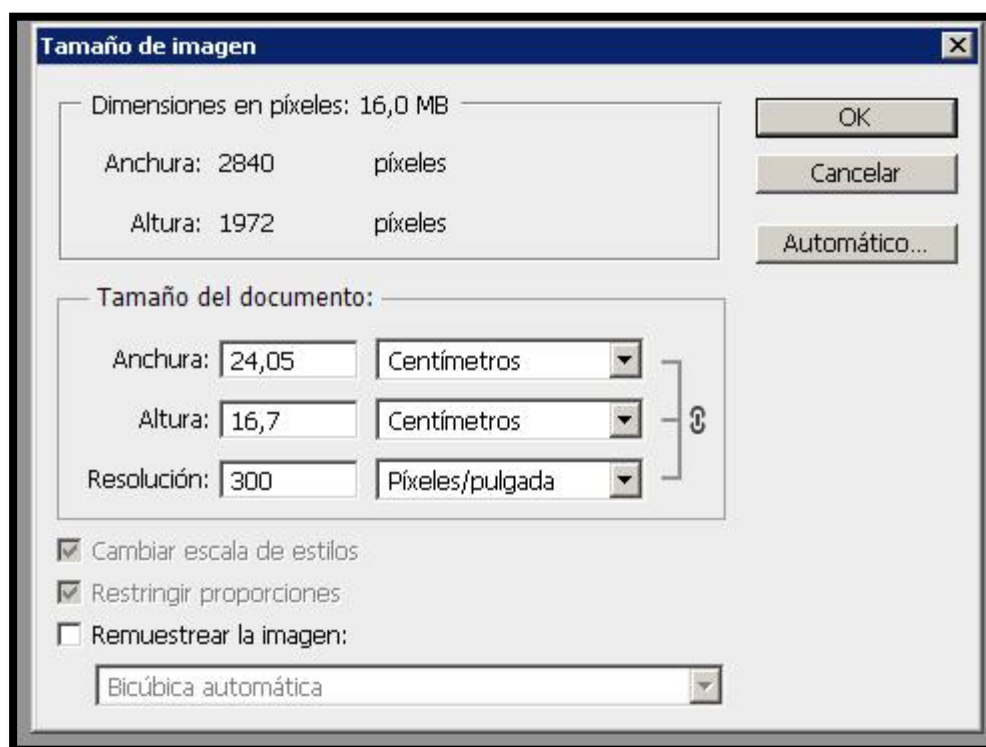 Tamaño de imagen
Dimensiones en píxeles: 16,0 MB
OK
Anchura: 2840 píxeles
Cancelar
Altura: 1972 píxeles
Automático...
Tamaño del documento:
Anchura: 24,05 Centímetros
Altura: 16,7 Centímetros
Resolución: 300 Píxeles/pulgada
Cambiar escala de estilos
Restringir proporciones
Remuestrear la imagen:
Bicúbica automática